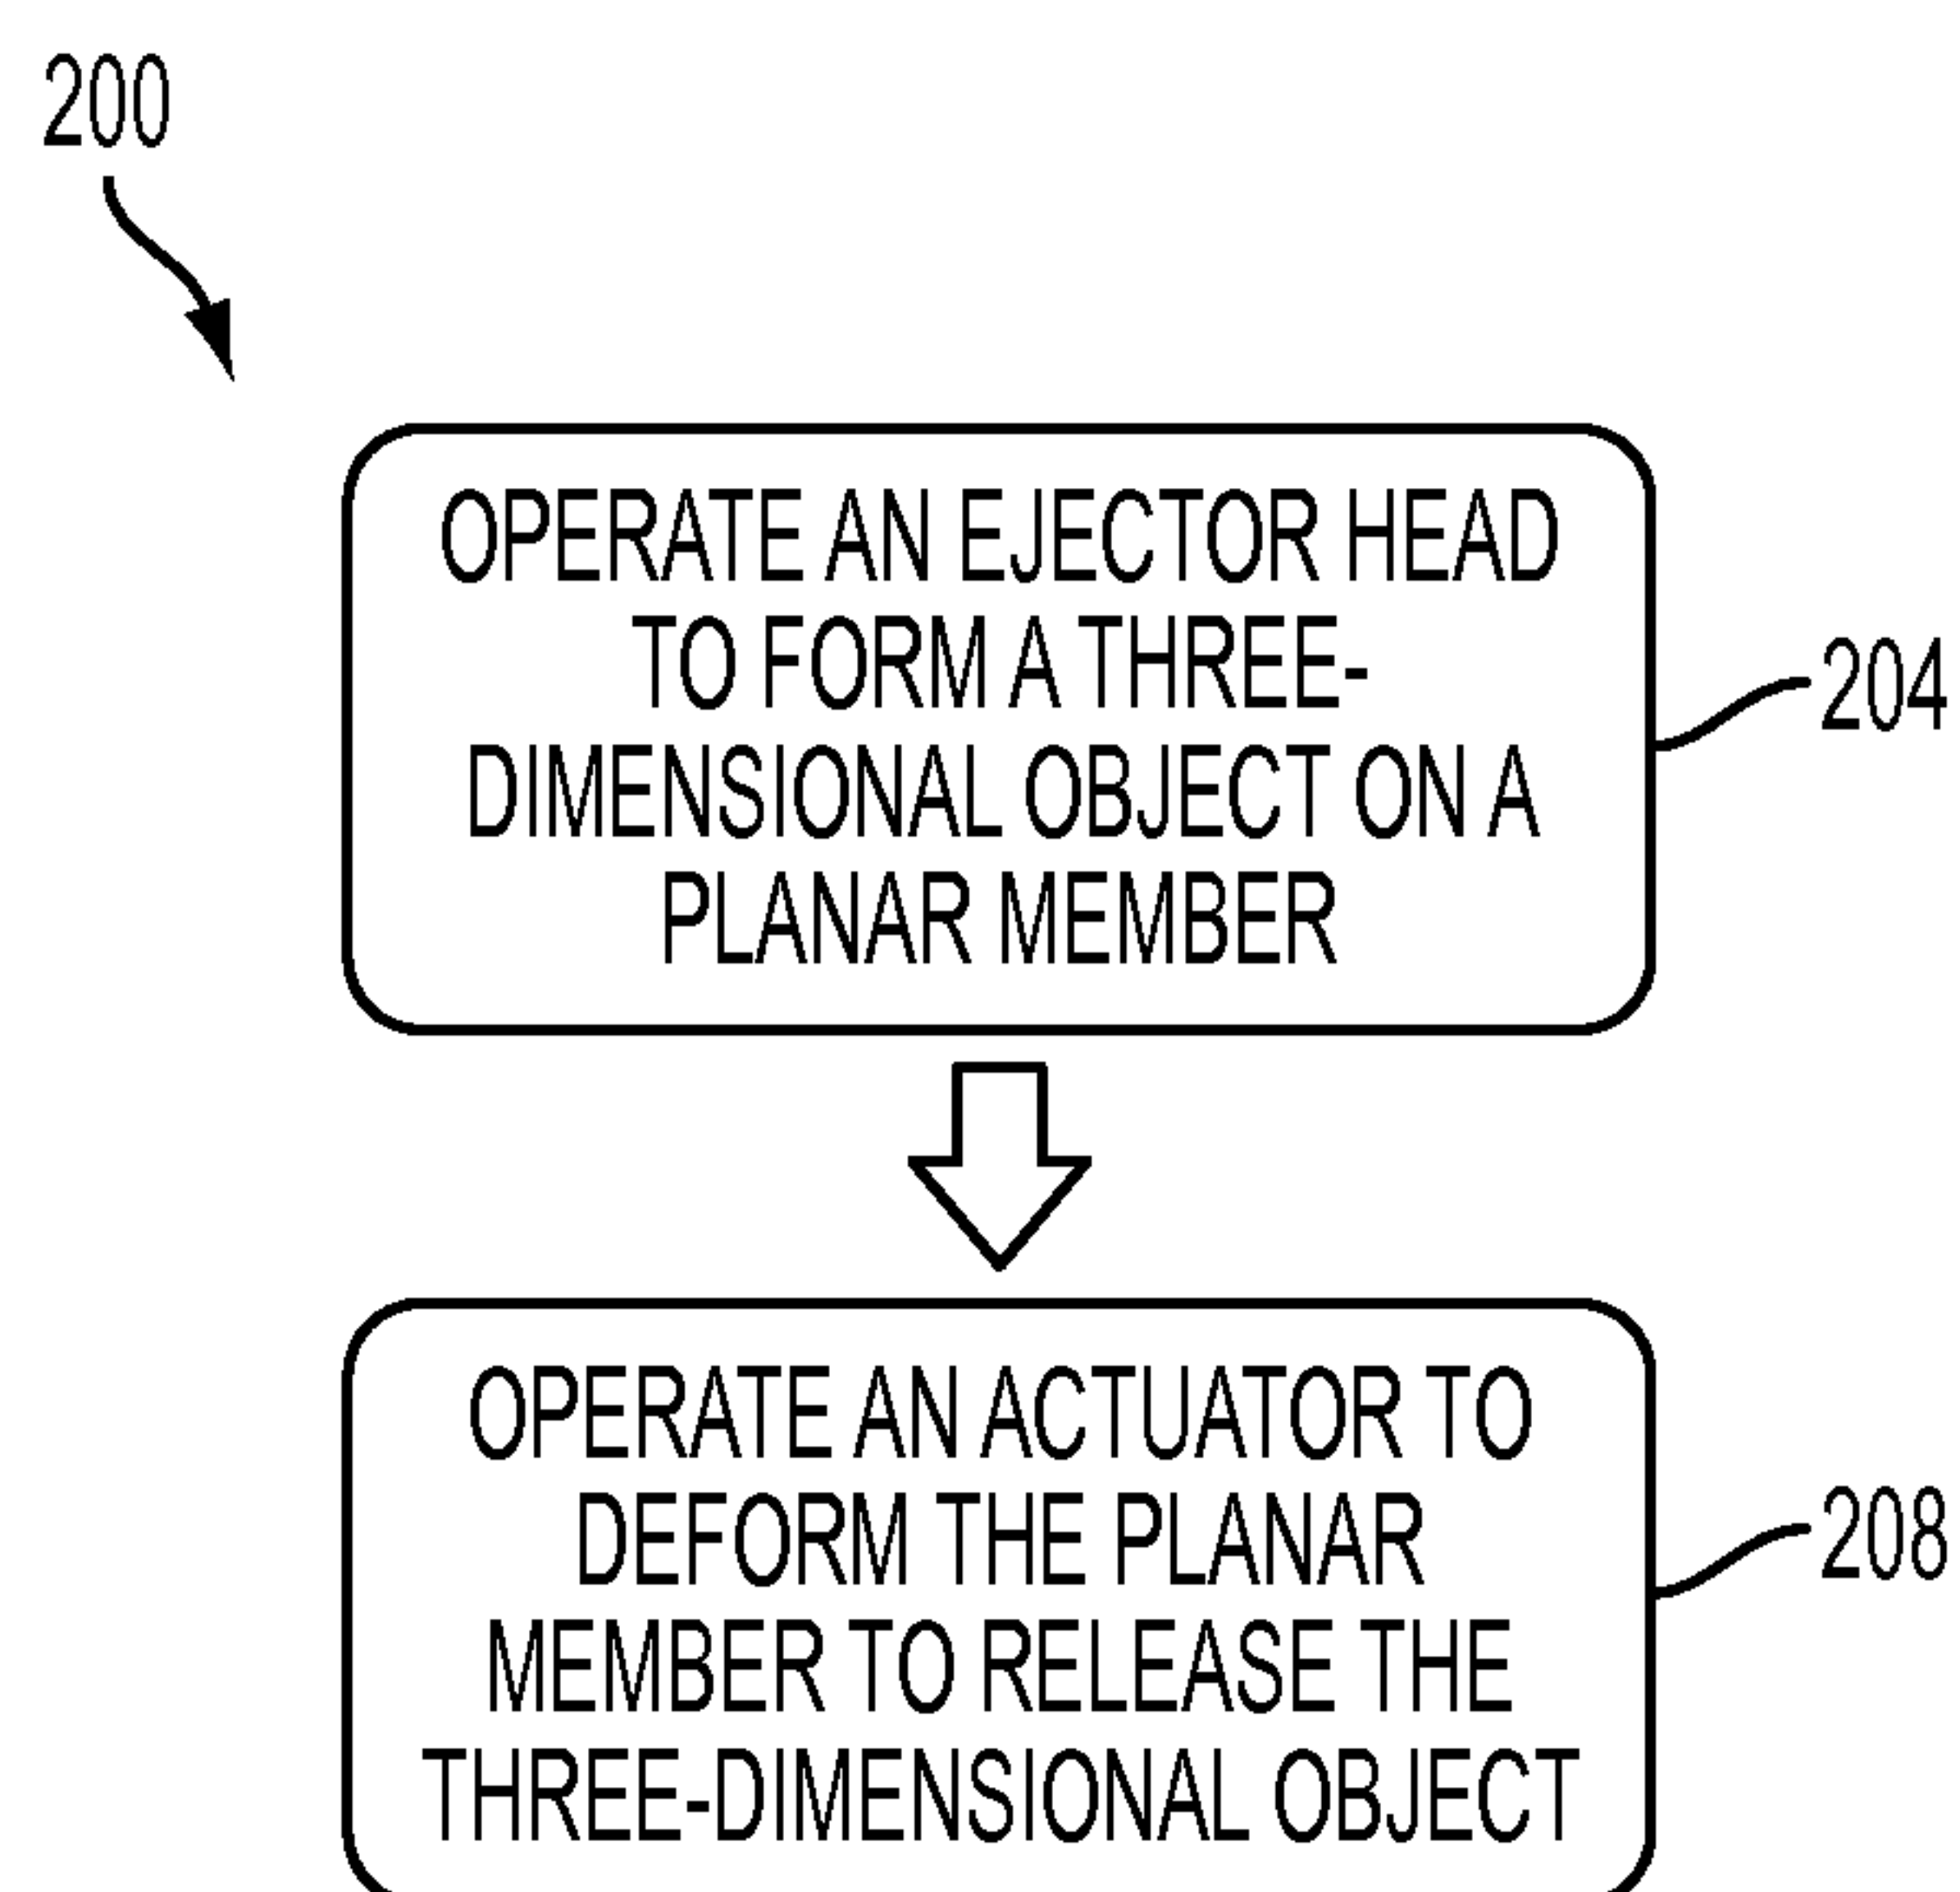 200
OPERATE AN EJECTOR HEAD
TO FORM A THREE-
DIMENSIONAL OBJECT ON A
PLANAR MEMBER
204
OPERATE AN ACTUATOR TO
DEFORM THE PLANAR
MEMBER TO RELEASE THE
THREE-DIMENSIONAL OBJECT
208